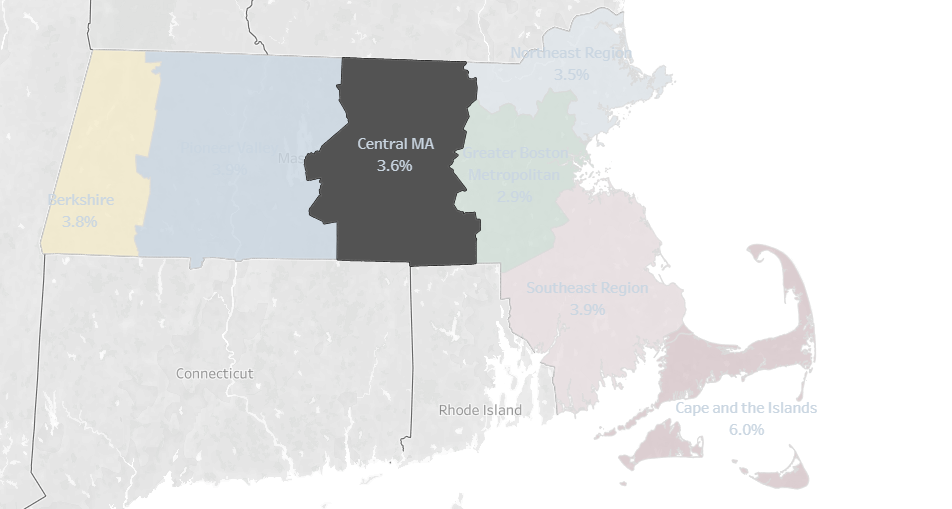 Northeast Region
3.5%
Central MA
3.6%
Mas
Greater Boston
Metropolitan
2.9%
Berkshire
3.8%
Southeast Region
3.9%
Connecticut
Rhode Island
Cape and the Islands
6.0%